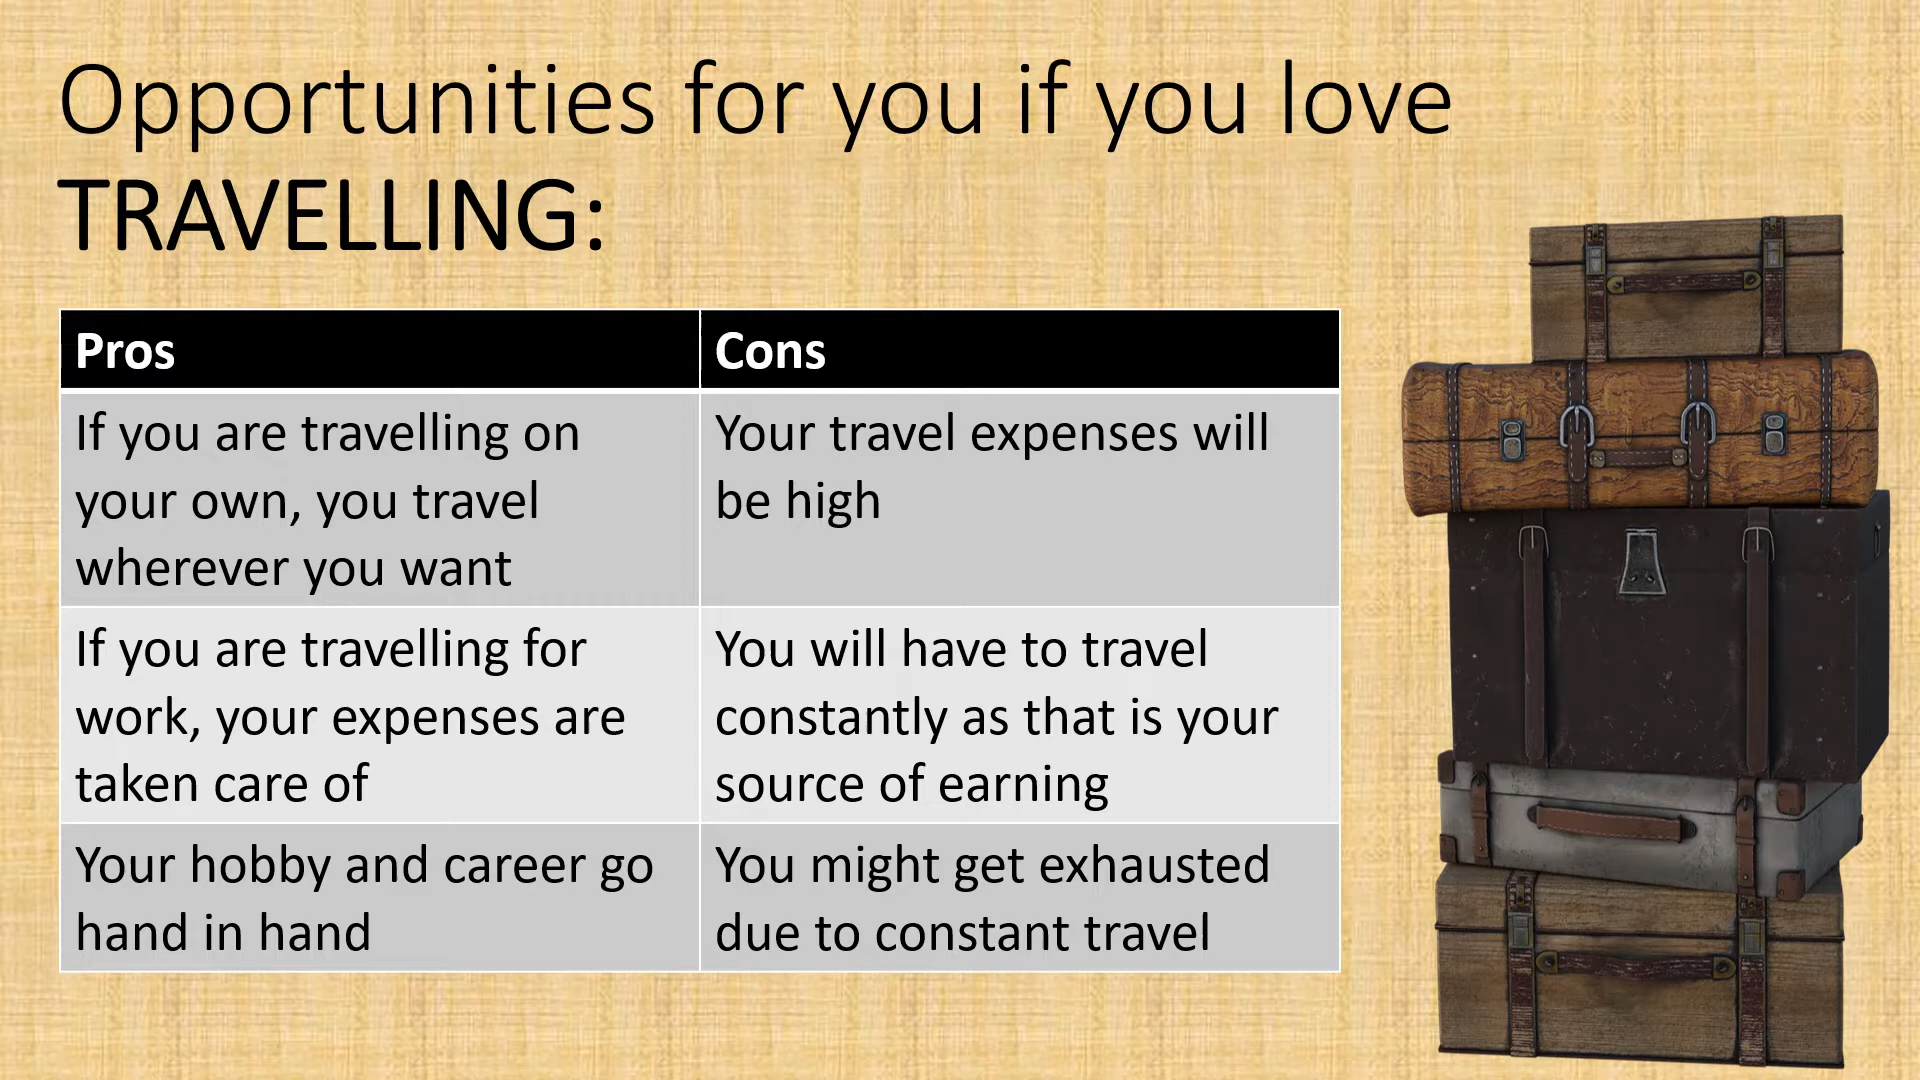 Opportunities for you if you love
TRAVELLING:
Pros
Cons
If you are travelling on
your own, you travel
wherever you want
Your travel expenses will
be high
If you are travelling for
work, your expenses are
taken care of
You will have to travel
constantly as that is your
source of earning
Your hobby and career go
hand in hand
You might get exhausted
due to constant travel